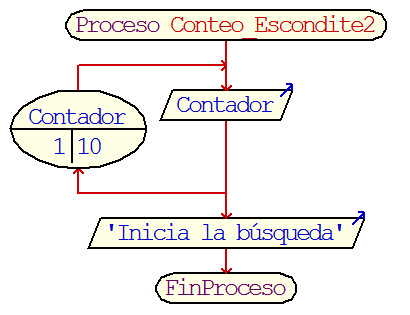 Proceso Conteo_Escondite2
Contador
Contador
1 10
'Inicia la búsqueda'
FinProceso